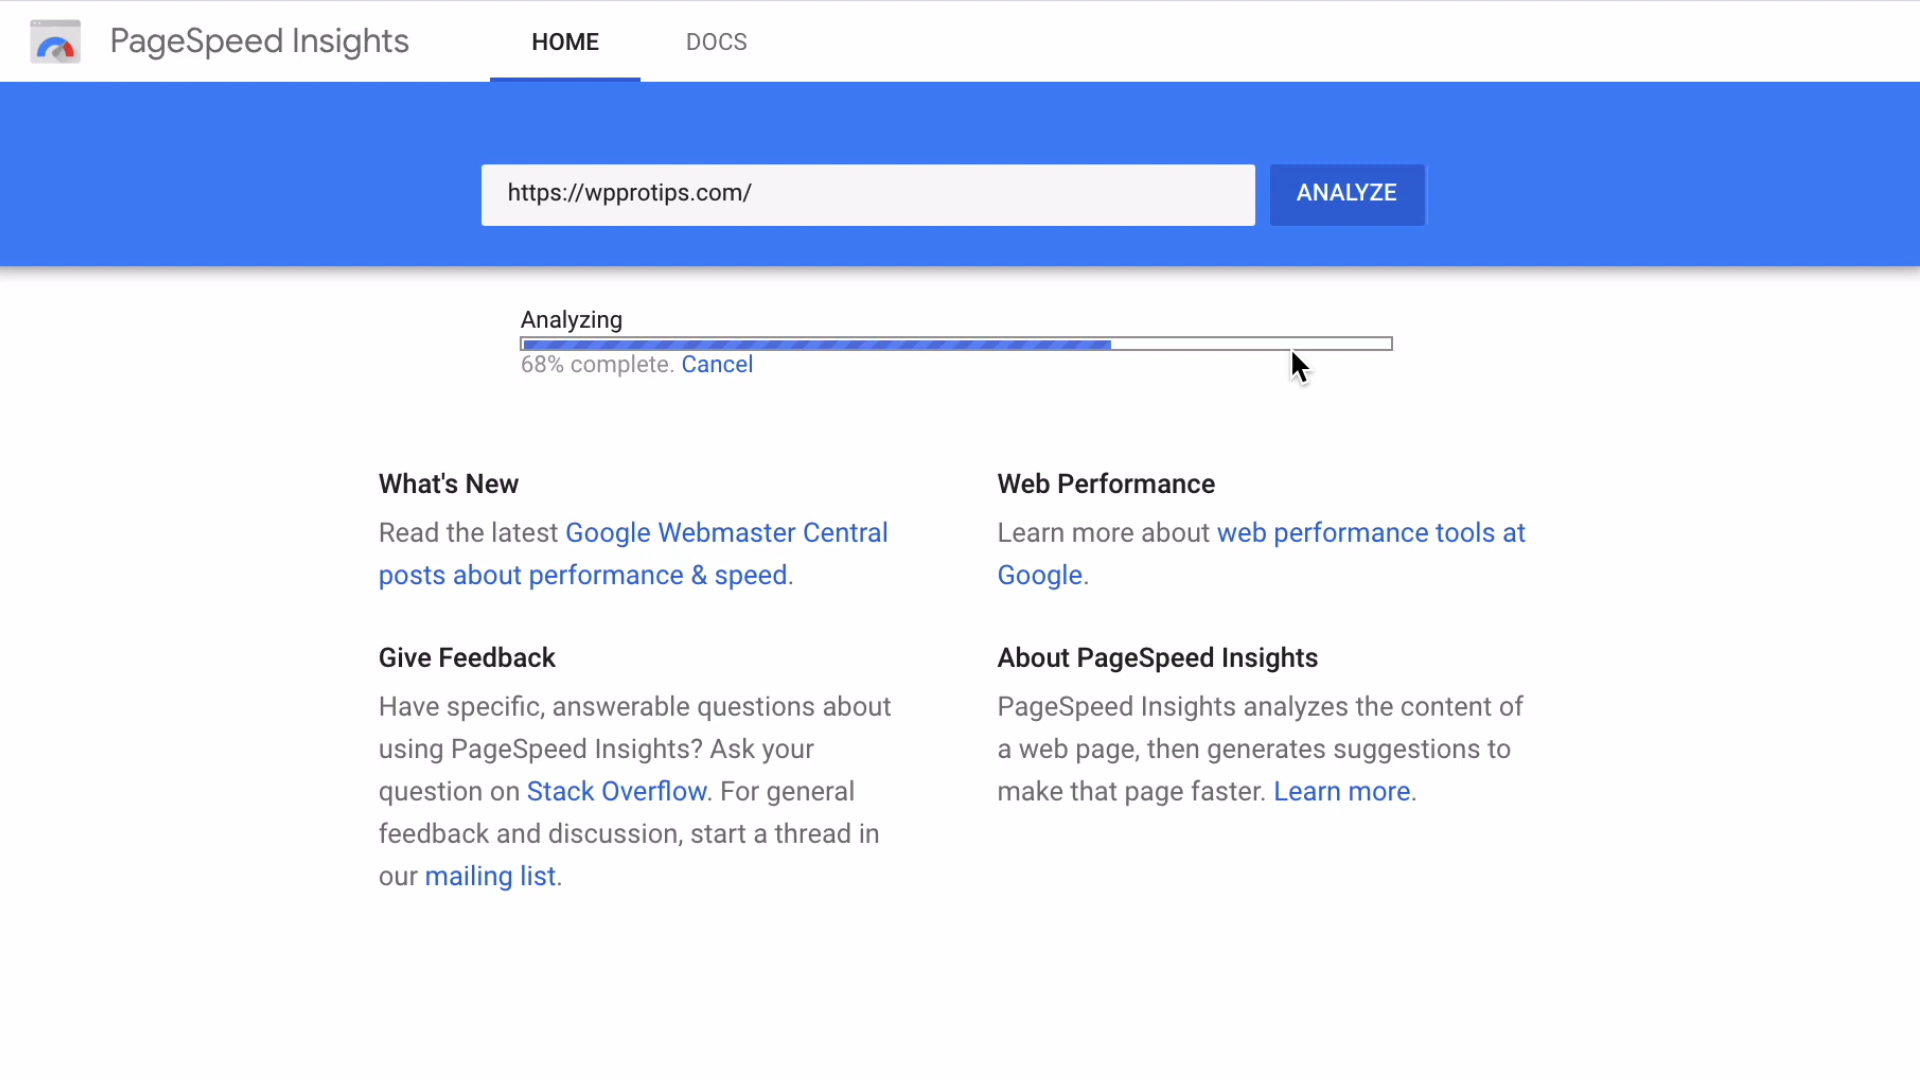 PageSpeed Insights
HOME
DOCS
https://wpprotips.com/
ANALYZE
Analyzing
68% complete. Cancel
What's New
Read the latest Google Webmaster Central
posts about performance & speed.
Web Performance
Learn more about web performance tools at
Google.
Give Feedback
Have specific, answerable questions about
using PageSpeed Insights? Ask your
question on Stack Overflow. For general
feedback and discussion, start a thread in
our mailing list.
About PageSpeed Insights
PageSpeed Insights analyzes the content of
a web page, then generates suggestions to
make that page faster. Learn more.